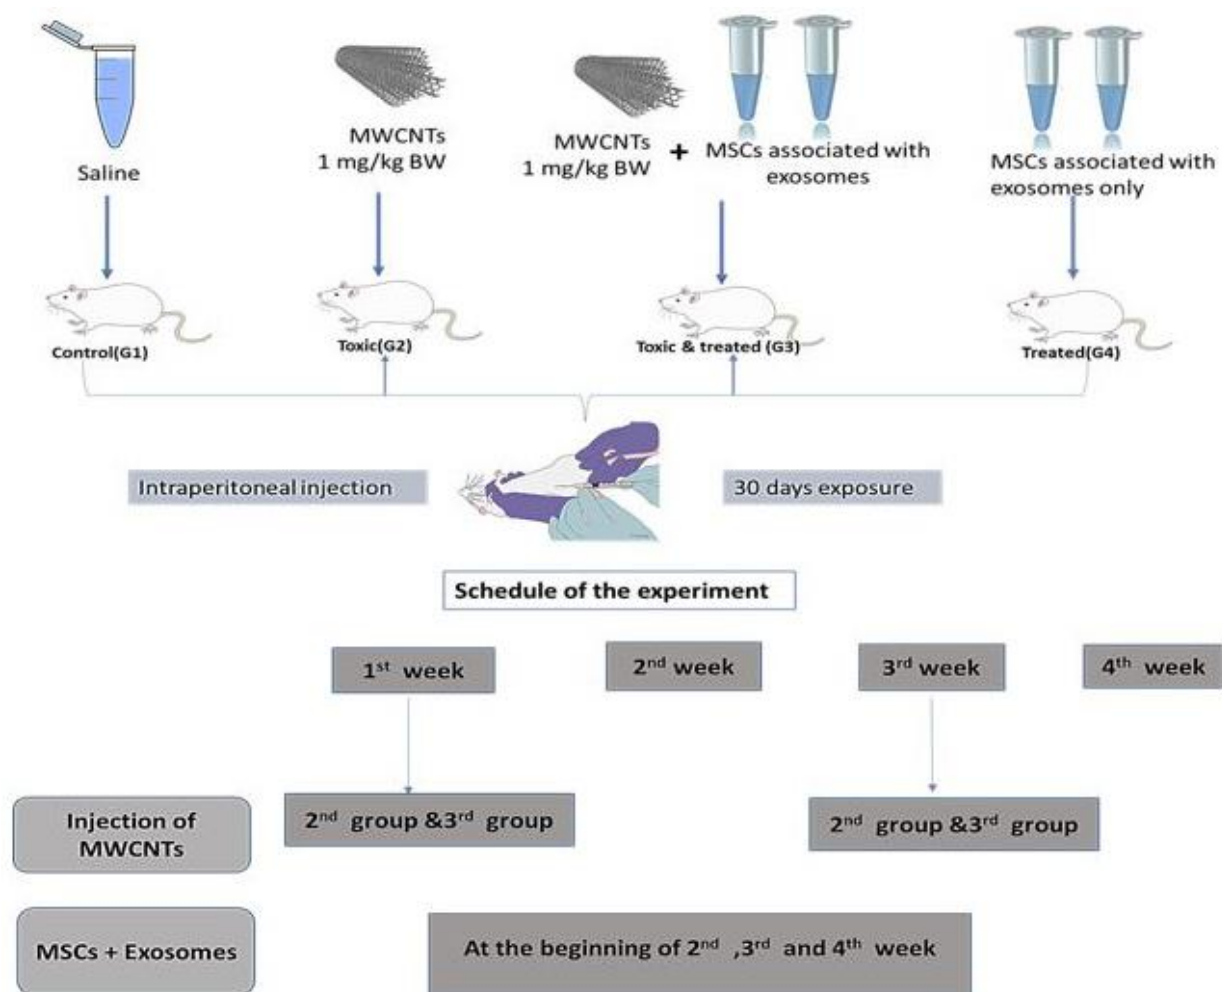 Saline
MWCNTs
1 mg/kg BW
MWCNTs
1 mg/kg BW
+
MSCs associated with
exosomes
MSCs associated with
exosomes only
Control(G1)
Toxic(G2)
Toxic & treated (G3)
Treated(G4)
Intraperitoneal injection
30 days exposure
Schedule of the experiment
1st week
2nd week
3rd week
4th week
Injection of
MWCNTs
2nd group &3rd group
2nd group &3rd group
MSCs + Exosomes
At the beginning of 2nd ,3rd and 4th week